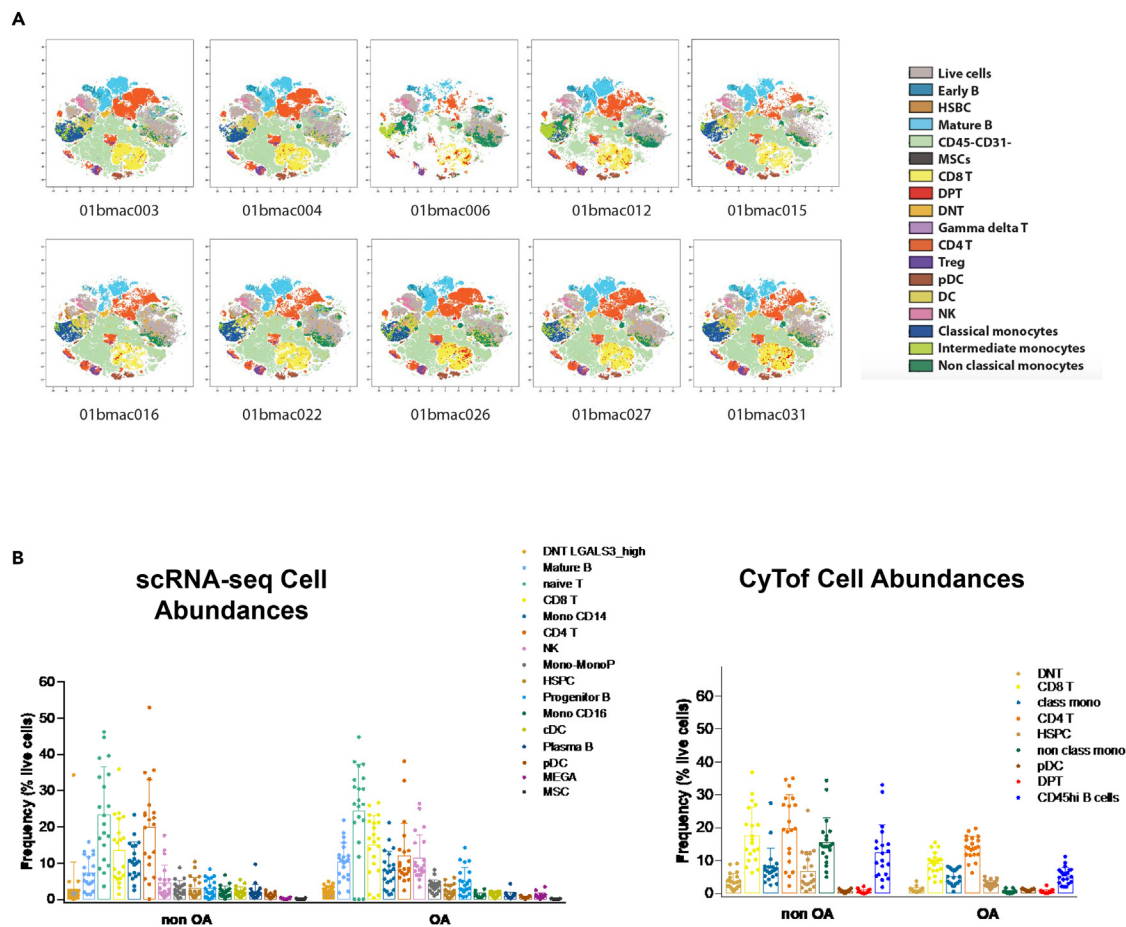 A
01bmac003
01bmac004
01bmac006
01bmac012
01bmac015
01bmac016
01bmac022
01bmac026
01bmac027
01bmac031
Live cells
Early B
HSBC
Mature B
CD45-CD31-
MSCs
CD8 T
DPT
DNT
Gamma delta T
CD4 T
Treg
pDC
DC
NK
Classical monocytes
Intermediate monocytes
Non classical monocytes
B
scRNA-seq Cell
Abundances
DNT LGALS3_high
Mature B
naive T
CD8 T
Mono CD14
CD4 T
NK
Mono-MonoP
HSPC
Progenitor B
Mono CD16
cDC
Plasma B
pDC
MEGA
MSC
Frequency (% live cells)
60
50
40
30
20
10
0
non OA
OA
CyTof Cell Abundances
DNT
CD8 T
class mono
CD4 T
HSPC
non class mono
pDC
DPT
CD45hi B cells
Frequency (% live cells)
60
50
40
30
20
10
0
non OA
OA